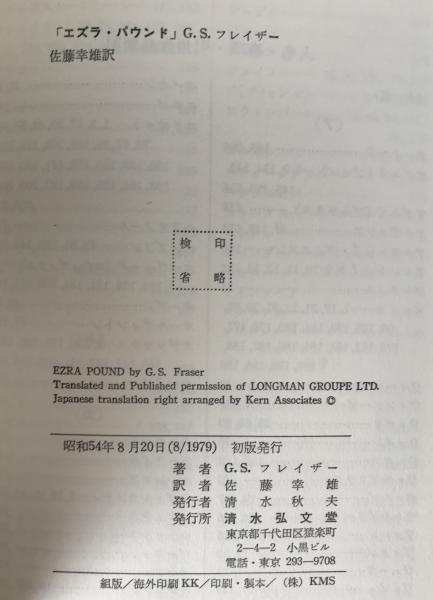 「エズラ・パウンド」G.S.フレイザー
佐藤幸雄訳
検 印
省 略
EZRA POUND by G.S. Fraser
Translated and Published permission of LONGMAN GROUPE LTD.
Japanese translation right arranged by Kern Associates ©
昭和54年8月20日(8/1979) 初版発行
著者 G.S.フレイザー
訳者 佐藤幸雄
発行者 清水秋夫
発行所 清水弘文堂
東京都千代田区猿楽町
2―4―2 小黒ビル
電話・東京 293―9708
組版/海外印刷KK/印刷・製本/(株)KMS